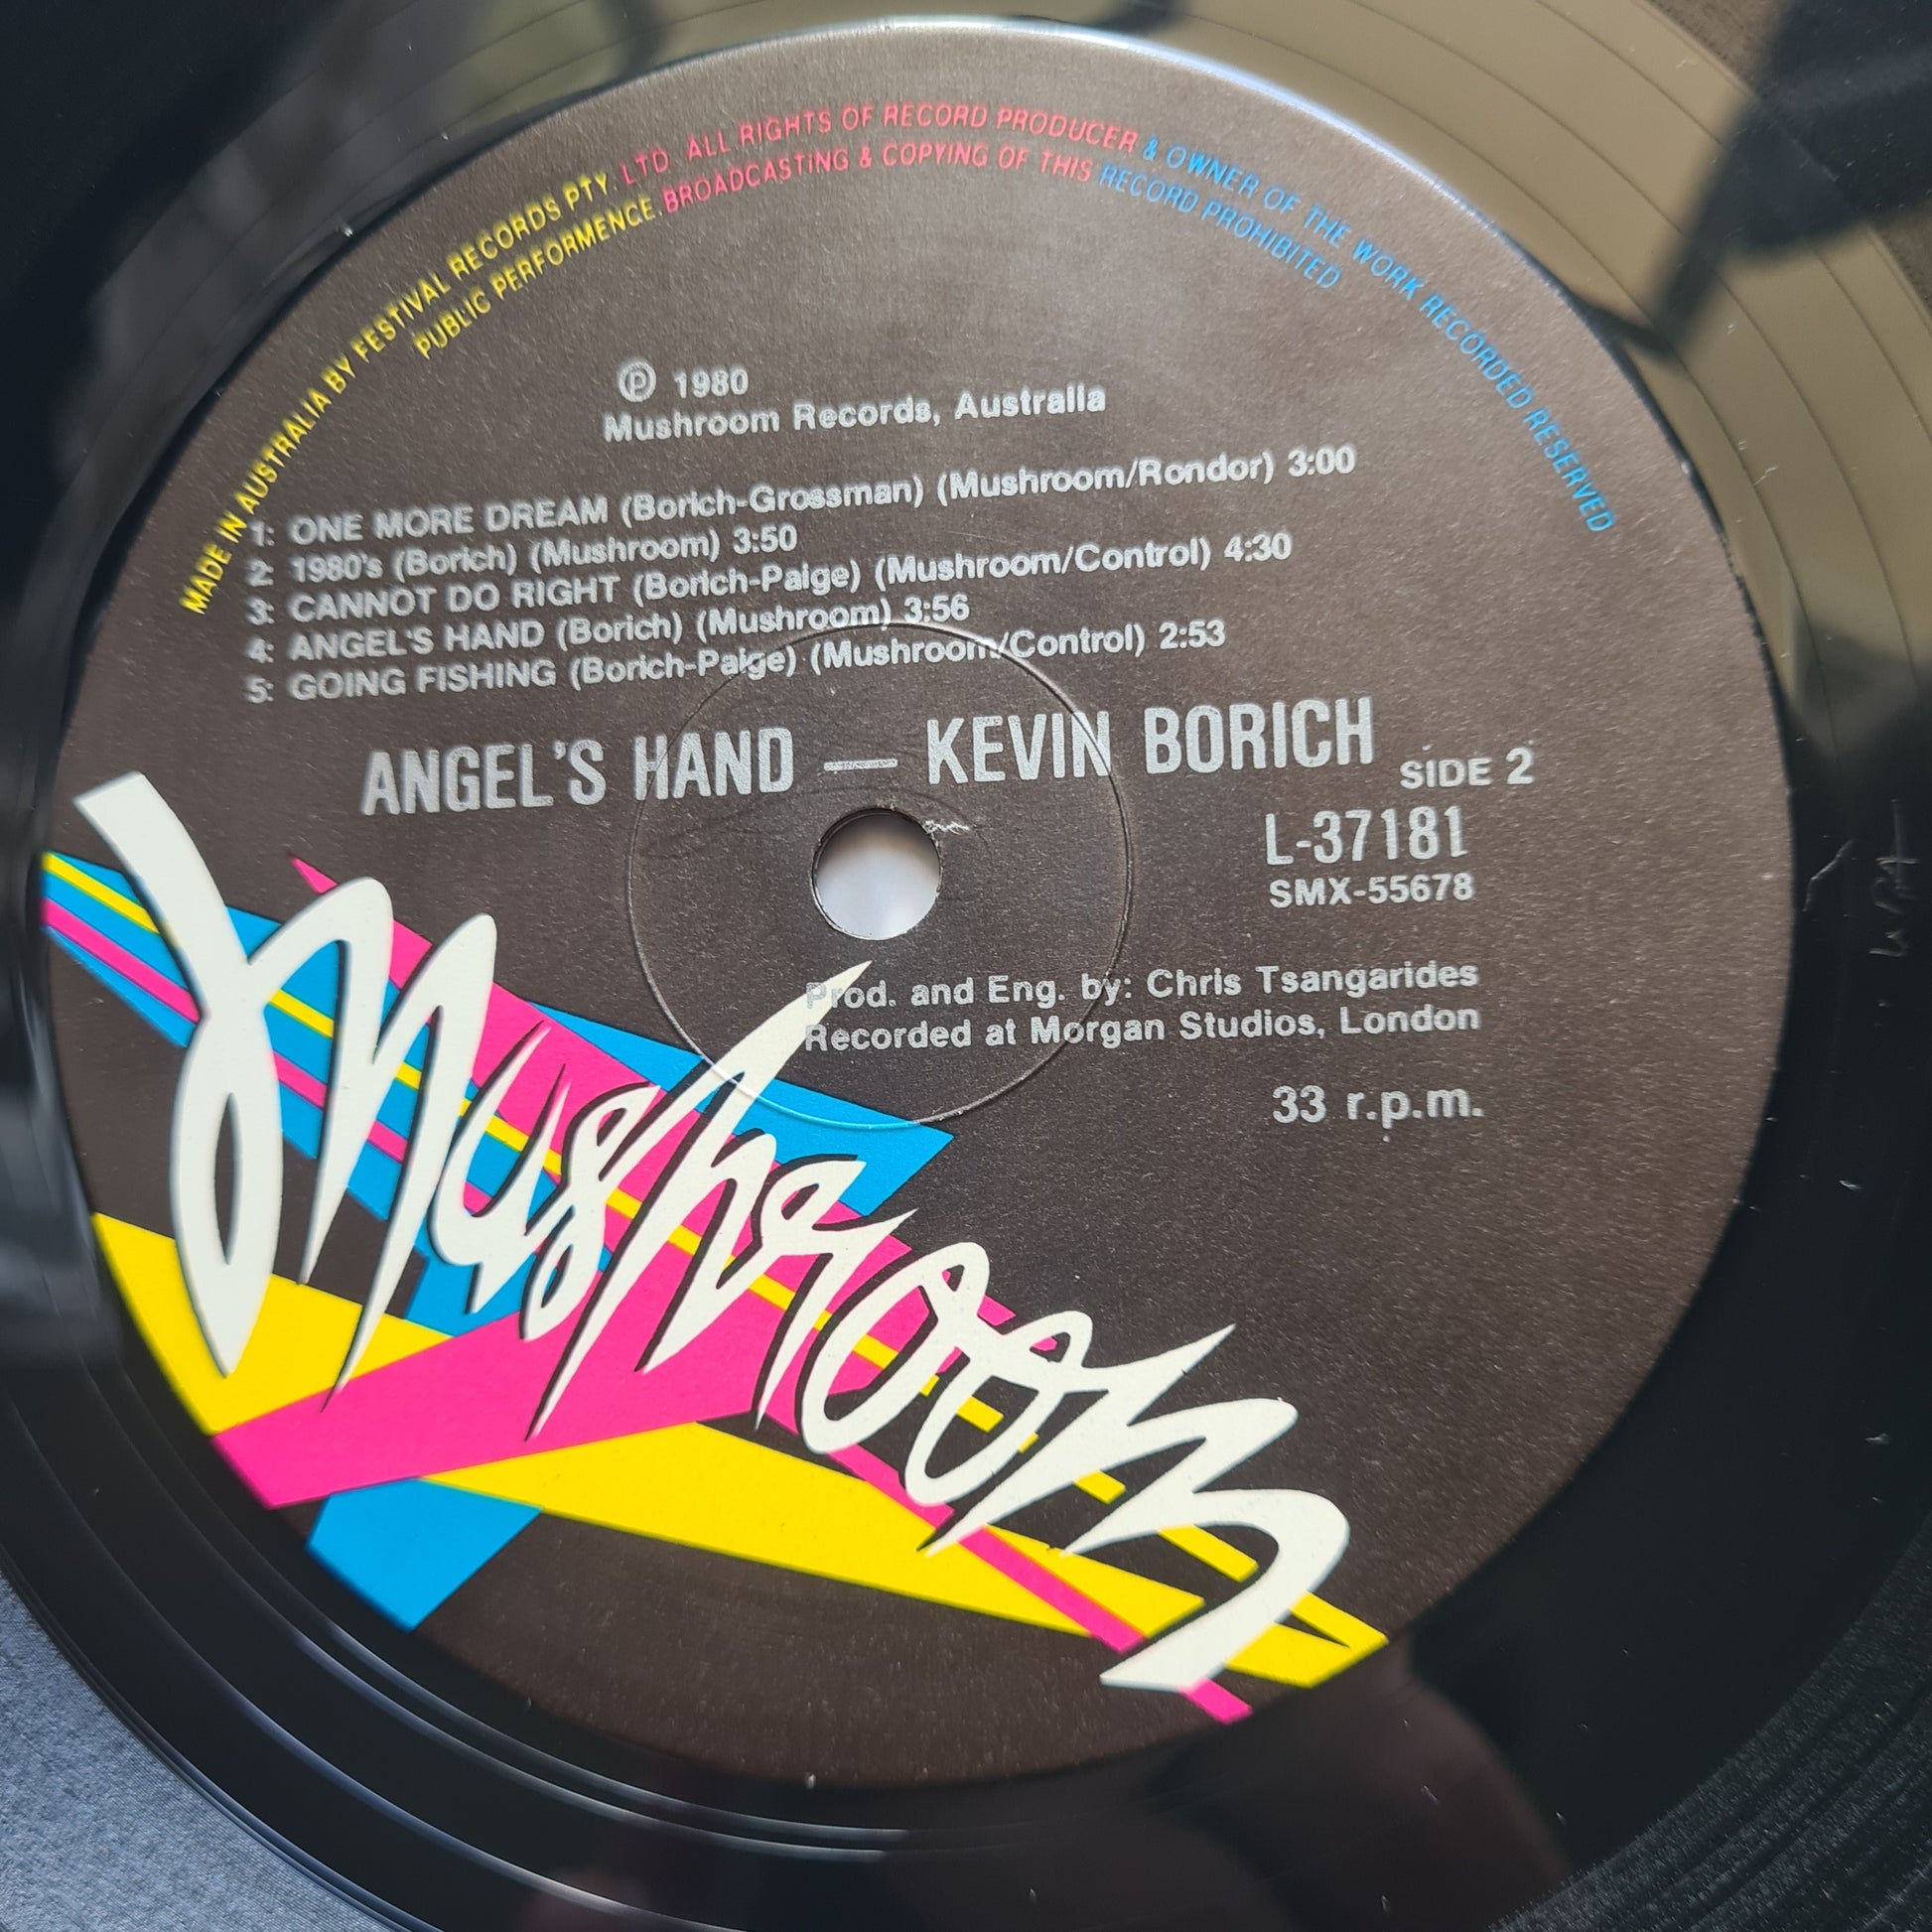 MADE IN AUSTRALIA BY FESTIVAL RECORDS PTY. LTD. ALL RIGHTS OF RECORD PRODUCER & OWNER OF THE WORK RECORDED RESERVED
PUBLIC PERFORMENCE. BROADCASTING & COPYING OF THIS RECORD PROHIBITED
Ⓟ 1980
Mushroom Records, Australia
1: ONE MORE DREAM (Borich-Grossman) (Mushroom/Rondor) 3:00
2: 1980's (Borich) (Mushroom) 3:50
3: CANNOT DO RIGHT (Borich-Paige) (Mushroom/Control) 4:30
4: ANGEL'S HAND (Borich) (Mushroom) 3:56
5: GOING FISHING (Borich-Paige) (Mushroom/Control) 2:53
ANGEL'S HAND — KEVIN BORICH
SIDE 2
L-37181
SMX-55678
Prod. and Eng. by: Chris Tsangarides
Recorded at Morgan Studios, London
33 r.p.m.
Mushroom